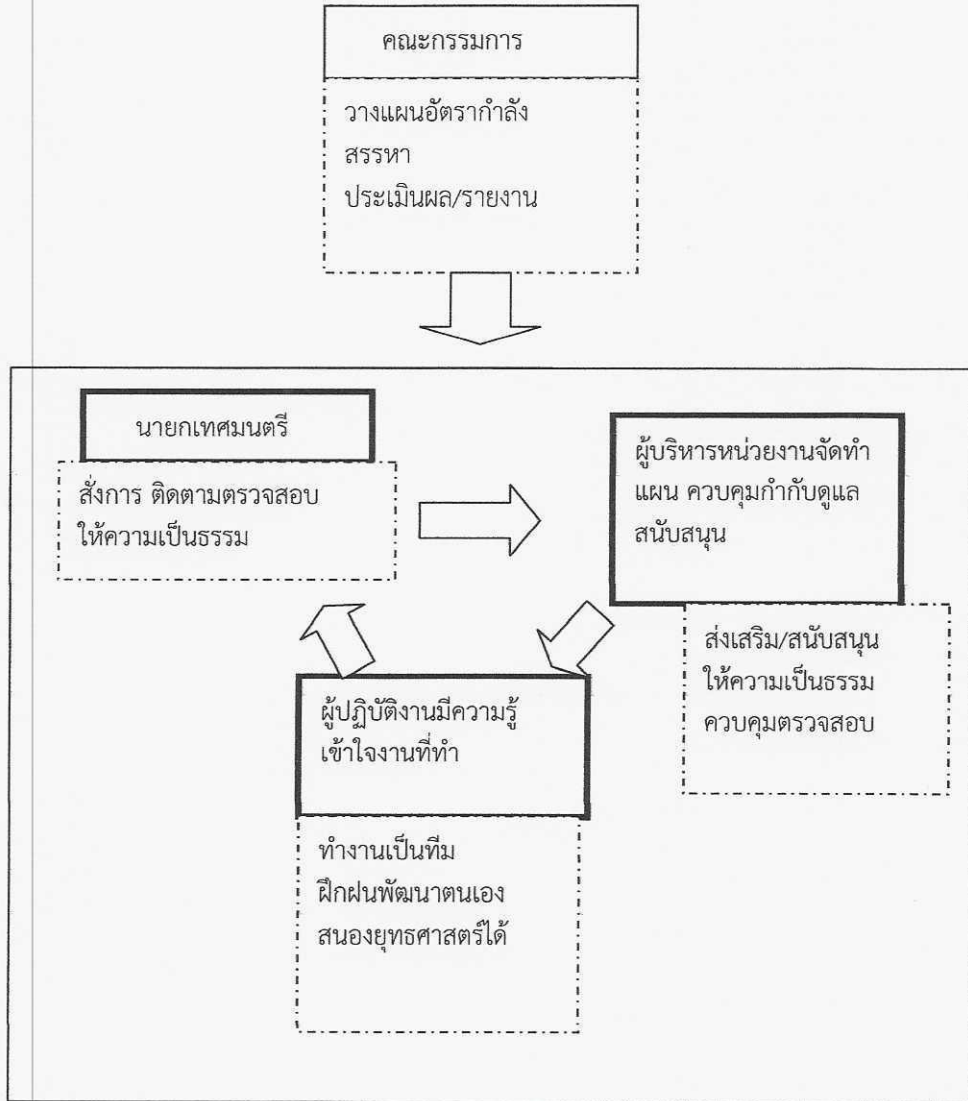 คณะกรรมการ
วางแผนอัตรากำลัง
สรรหา
ประเมินผล/รายงาน
นายกเทศมนตรี
สั่งการ ติดตามตรวจสอบ
ให้ความเป็นธรรม
ผู้บริหารหน่วยงานจัดทำ
แผน ควบคุมกำกับดูแล
สนับสนุน
ส่งเสริม/สนับสนุน
ให้ความเป็นธรรม
ควบคุมตรวจสอบ
ผู้ปฏิบัติงานมีความรู้
เข้าใจงานที่ทำ
ทำงานเป็นทีม
ฝึกฝนพัฒนาตนเอง
สนองยุทธศาสตร์ได้